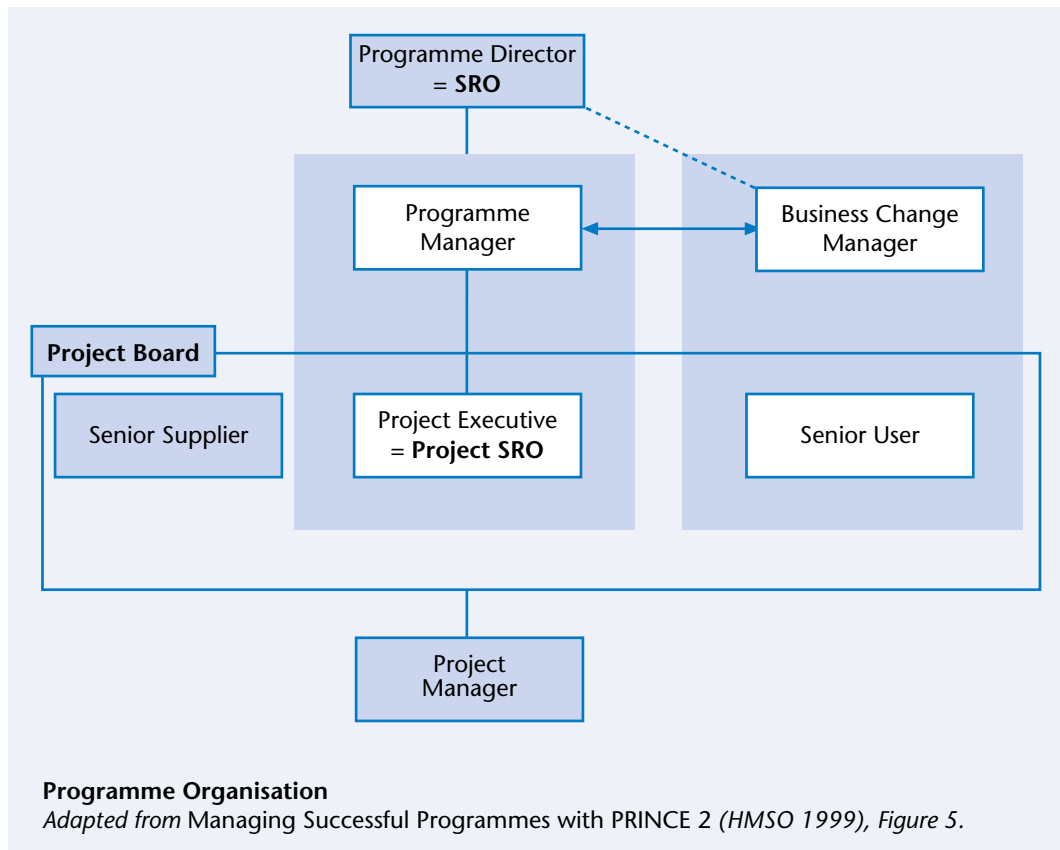 Programme Director
= SRO
Programme
Manager
Business Change
Manager
Project Board
Senior Supplier
Project Executive
= Project SRO
Senior User
Project
Manager
Programme Organisation
Adapted from Managing Successful Programmes with PRINCE 2 (HMSO 1999), Figure 5.